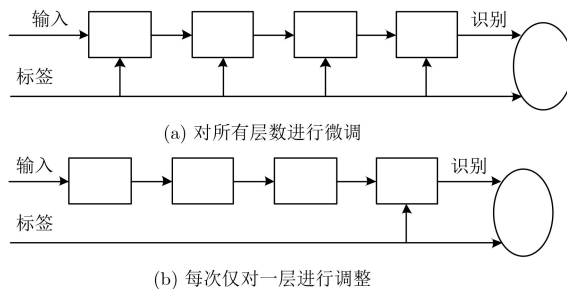 输入
识别
标签
(a) 对所有层数进行微调
输入
识别
标签
(b) 每次仅对一层进行调整